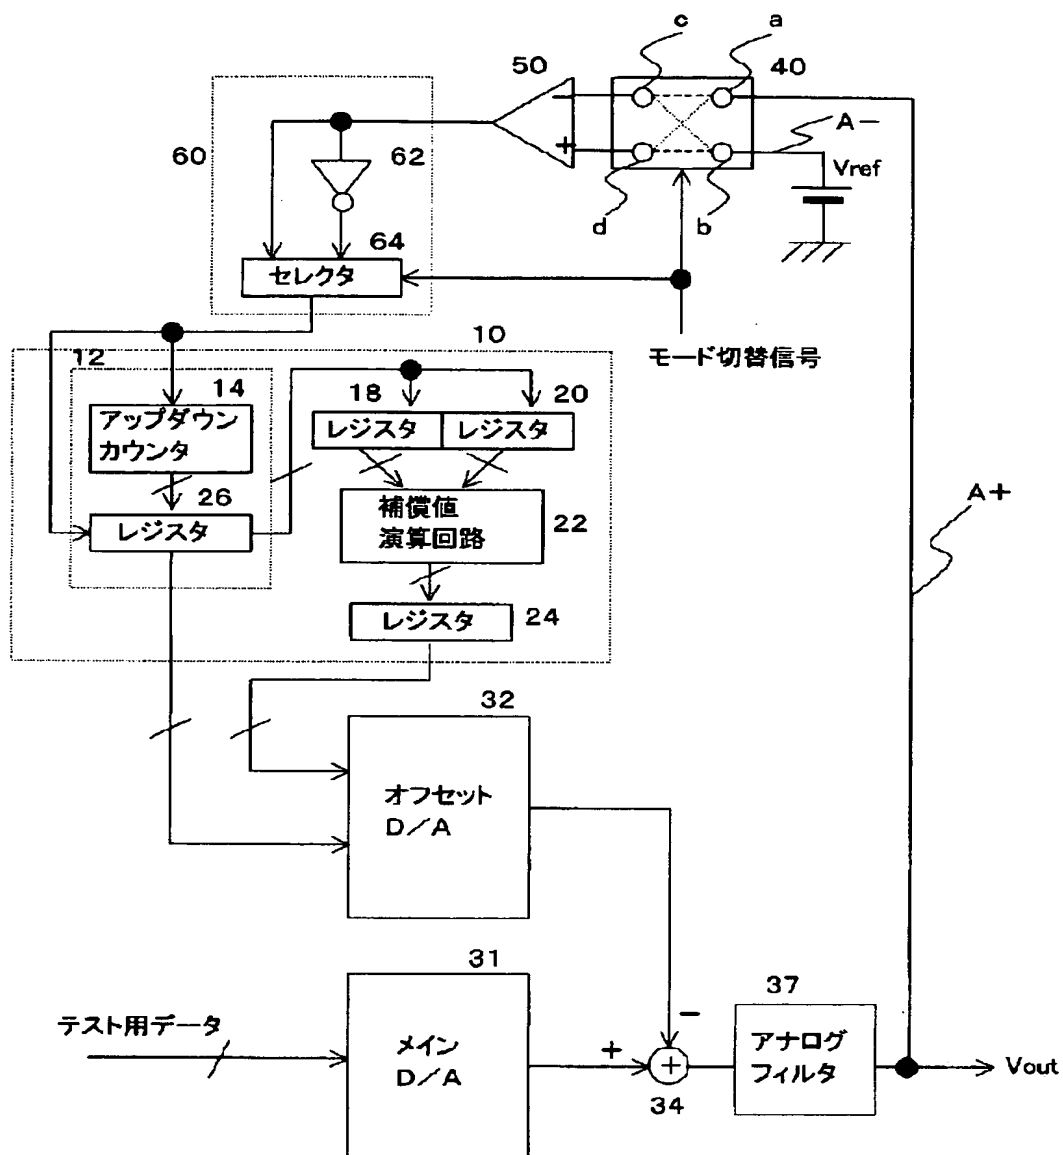 c
a
50
40
A－
Vref
60
62
d
b
64
セレクタ
モード切替信号
10
12
14
アップダウン
カウンタ
18
20
レジスタ
レジスタ
26
レジスタ
補償値
演算回路
22
A＋
レジスタ
24
32
オフセット
D／A
31
37
テスト用データ
メイン
D／A
アナログ
フィルタ
－
＋
＋
34
Vout
－
＋